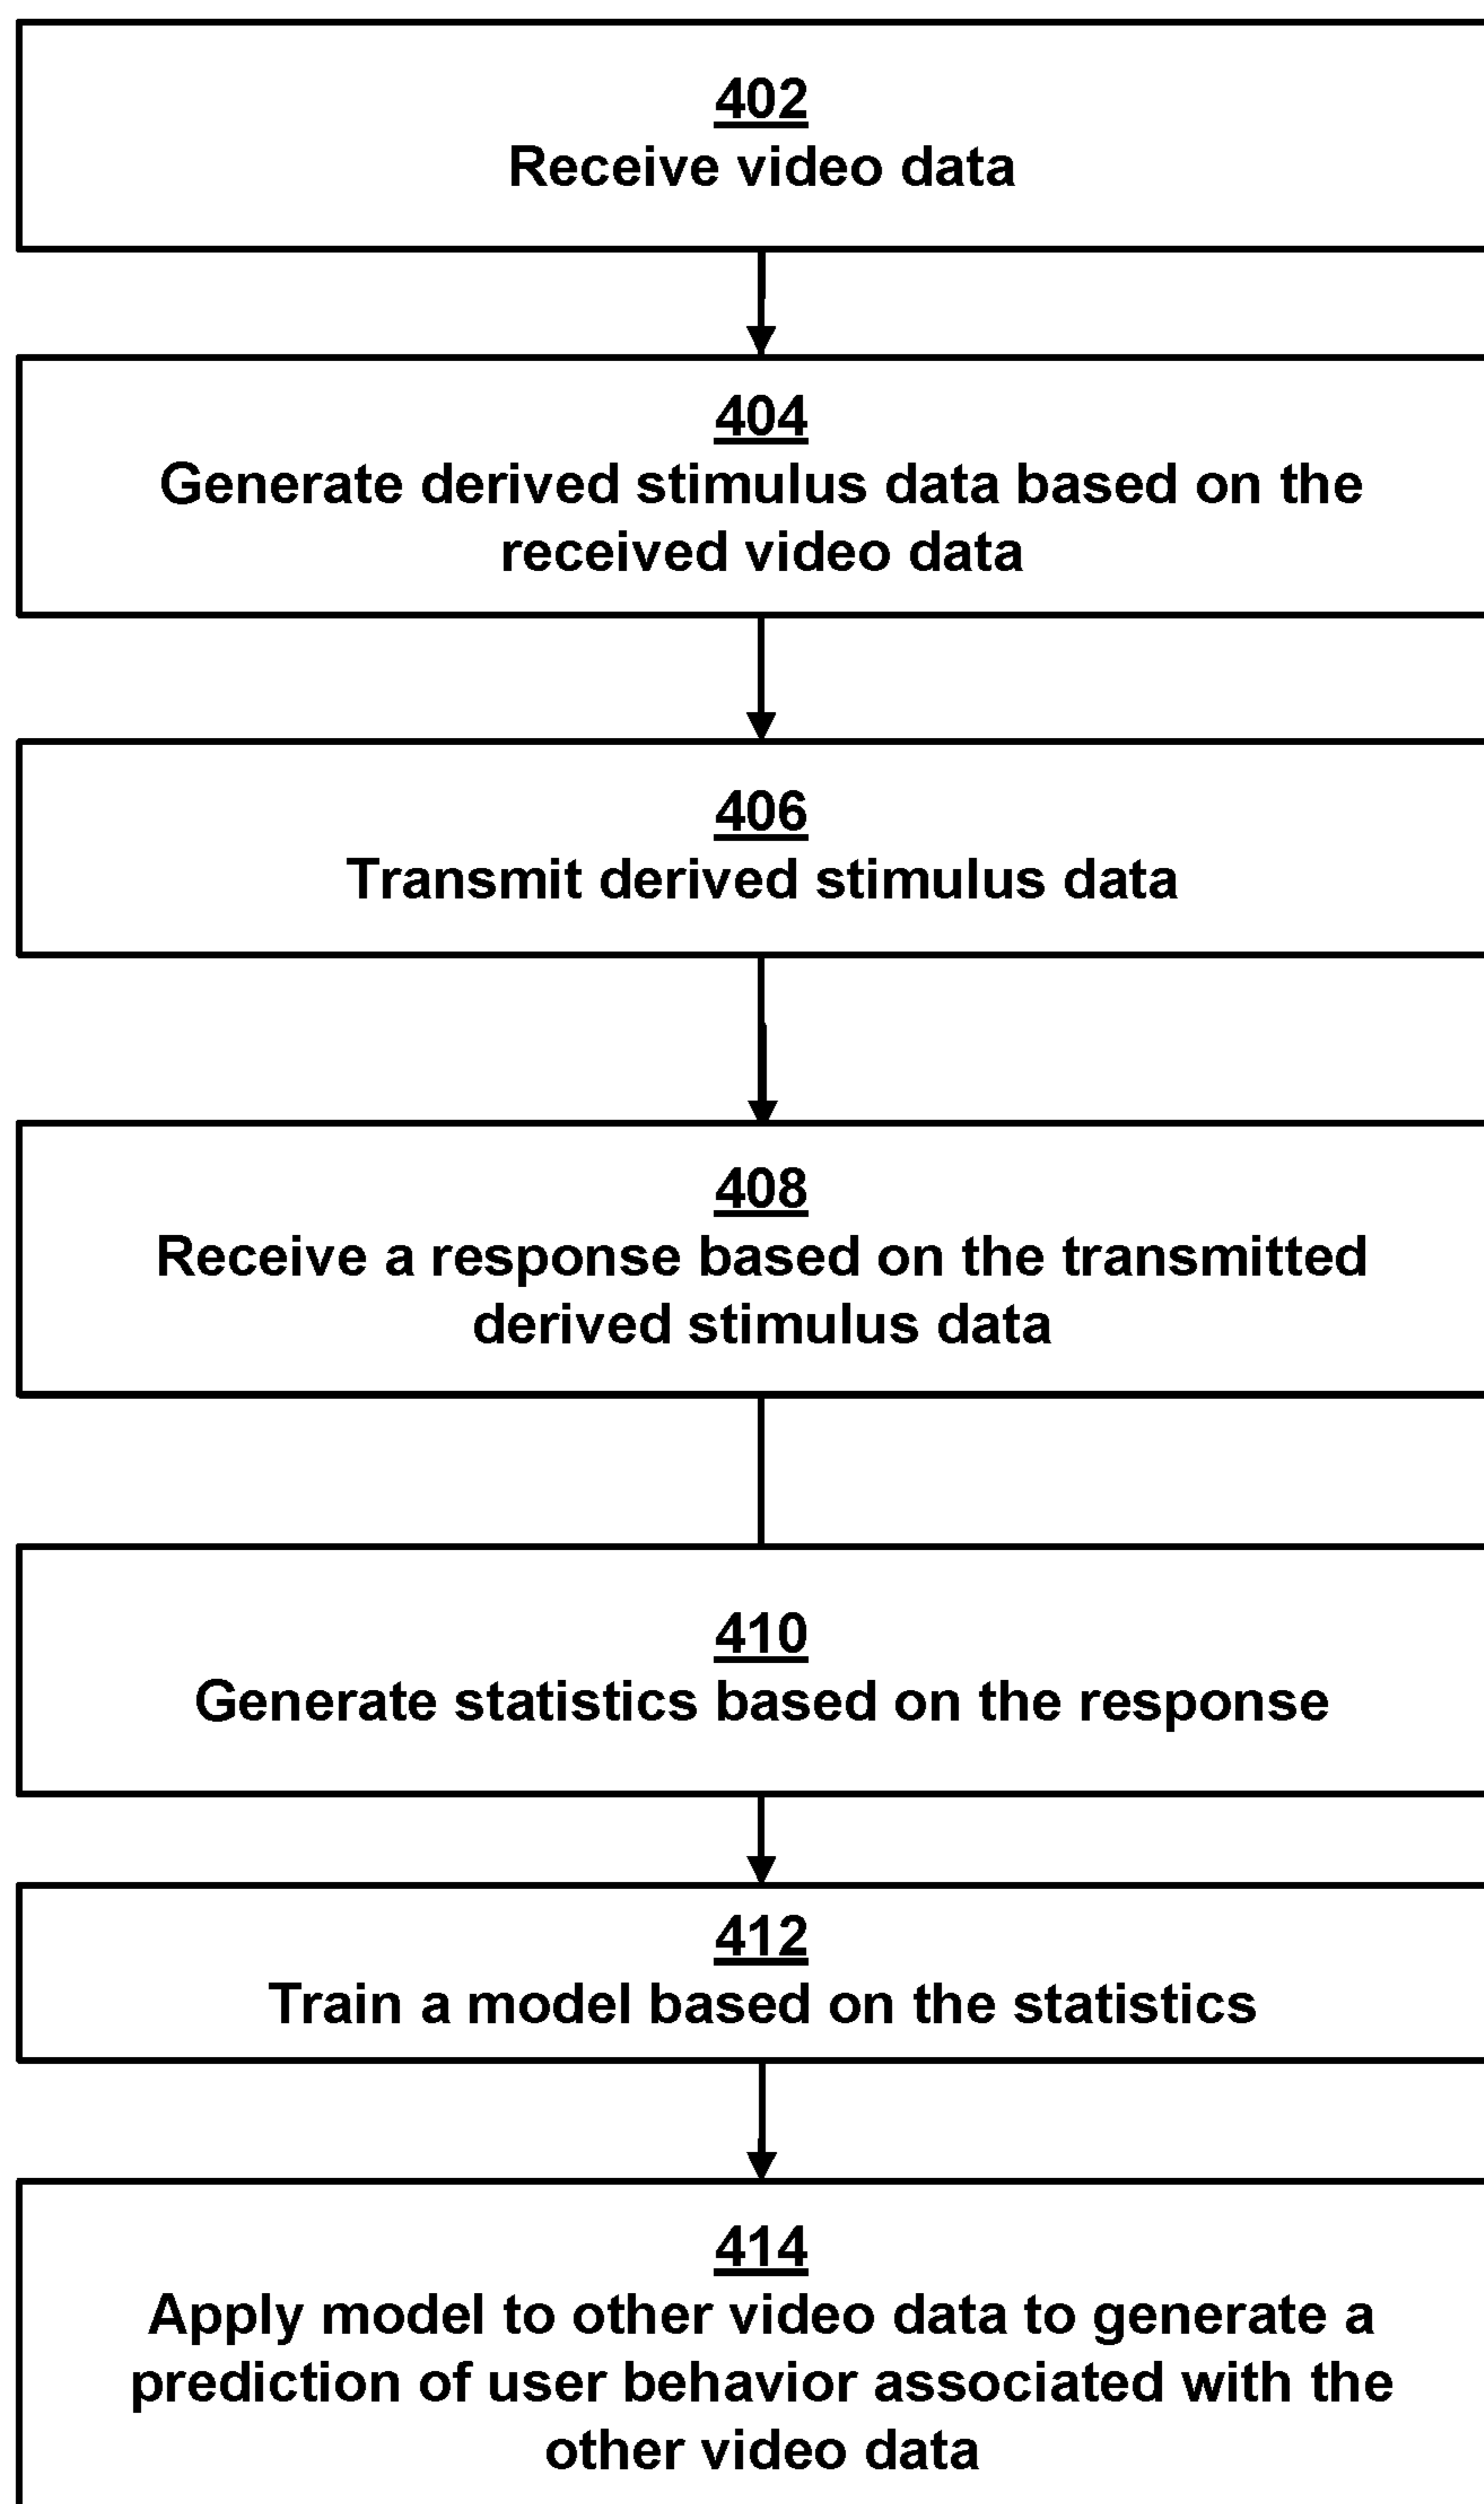 402
Receive video data
404
Generate derived stimulus data based on the
received video data
406
Transmit derived stimulus data
408
Receive a response based on the transmitted
derived stimulus data
410
Generate statistics based on the response
412
Train a model based on the statistics
414
Apply model to other video data to generate a
prediction of user behavior associated with the
other video data